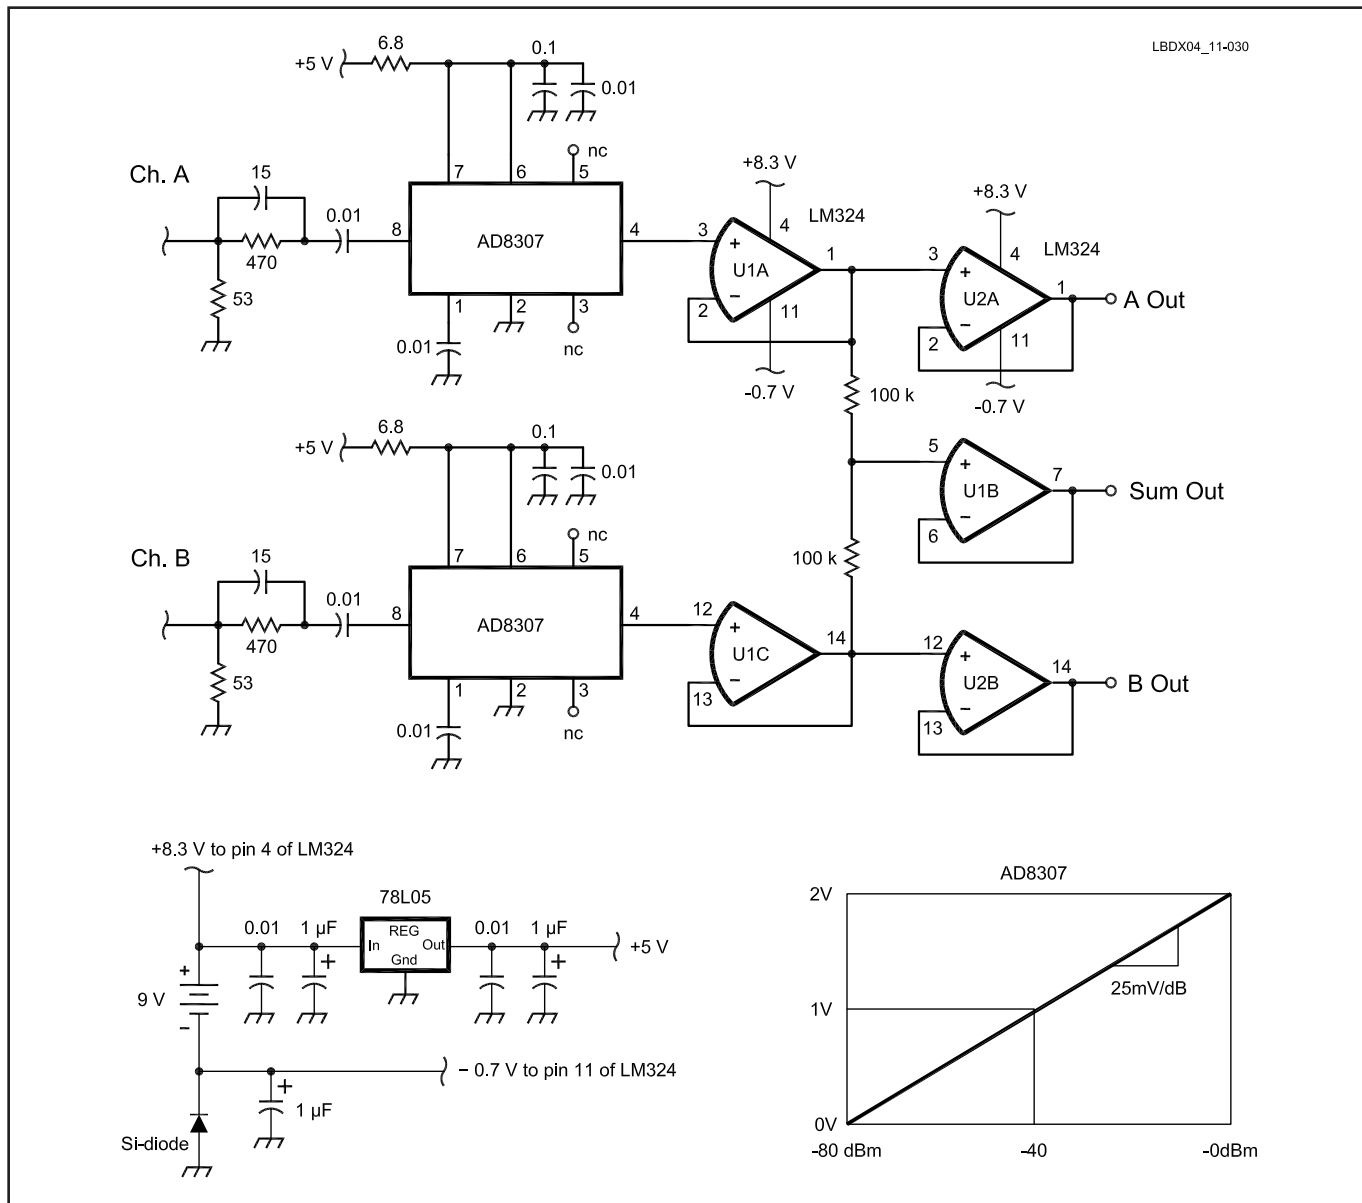 LBDX04_11-030
+5 V
6.8
0.1
0.01
Ch. A
15
0.01
470
53
8
7
6
5
nc
AD8307
4
1
2
3
nc
0.01
+8.3 V
LM324
3
+
4
U1A
1
2
−
11
-0.7 V
+8.3 V
LM324
3
+
4
U2A
1
A Out
2
−
11
-0.7 V
100 k
5
+
7
U1B
Sum Out
6
−
100 k
+5 V
6.8
0.1
0.01
Ch. B
15
0.01
470
53
8
7
6
5
nc
AD8307
4
1
2
3
nc
0.01
12
+
14
U1C
13
−
12
+
14
U2B
B Out
13
−
+8.3 V to pin 4 of LM324
78L05
0.01
1 µF
REG
In
Out
Gnd
0.01
1 µF
+5 V
+
+
+
9 V
−
− 0.7 V to pin 11 of LM324
+
1 µF
Si-diode
AD8307
2V
25mV/dB
1V
0V
-80 dBm
-40
-0dBm